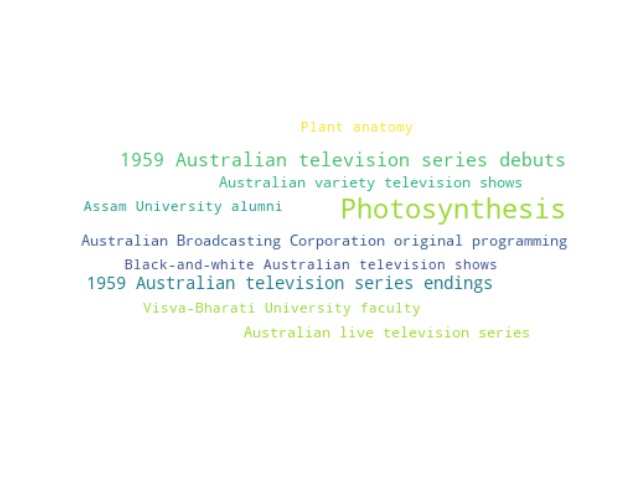 Plant anatomy
1959 Australian television series debuts
Australian variety television shows
Assam University alumni
Photosynthesis
Australian Broadcasting Corporation original programming
Black-and-white Australian television shows
1959 Australian television series endings
Visva-Bharati University faculty
Australian live television series